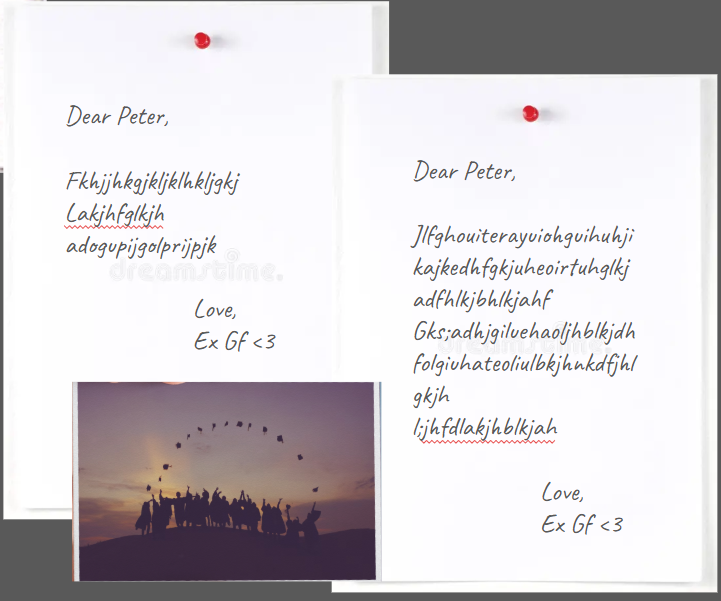 Dear Peter,
Fkhjjhkgjkljklhkljgkj
Lakjhfglkjh
adogupijgolprijpjk
dreamstime.
Love,
Ex Gf <3
Dear Peter,
Jlfghouiterayuiohguihuhji
kajkedhfgkjuheoirtuhglkj
adfhlkjbhlkjahf
Gks;adhjgiluehaoljhblkjdh
folgiuhateoliulbkjhnkdfjhl
gkjh
l;jhfdlakjhblkjah
Love,
Ex Gf <3